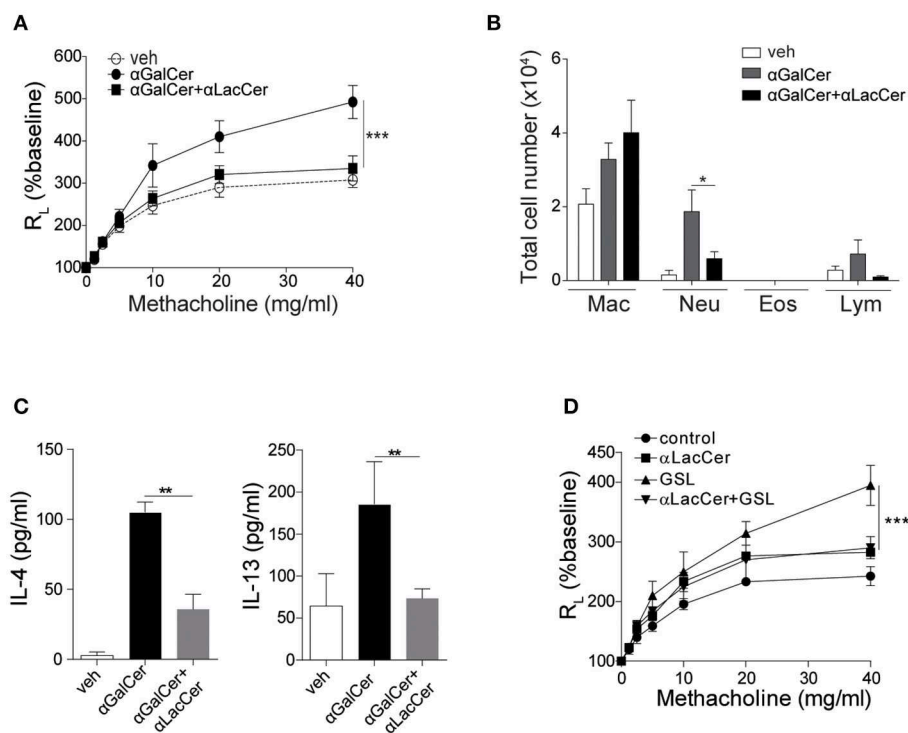 A
veh
αGalCer
αGalCer+αLacCer
600
500
400
300
200
100
R_L (%baseline)
***
0 10 20 30 40
Methacholine (mg/ml)
B
veh
αGalCer
αGalCer+αLacCer
6
4
2
0
Total cell number (x10⁴)
*
Mac Neu Eos Lym
C
150
100
50
0
IL-4 (pg/ml)
**
veh
αGalCer
αGalCer+
αLacCer
250
200
150
100
50
0
IL-13 (pg/ml)
**
veh
αGalCer
αGalCer+
αLacCer
D
control
αLacCer
GSL
αLacCer+GSL
450
400
300
200
100
R_L (%baseline)
***
0 10 20 30 40
Methacholine (mg/ml)